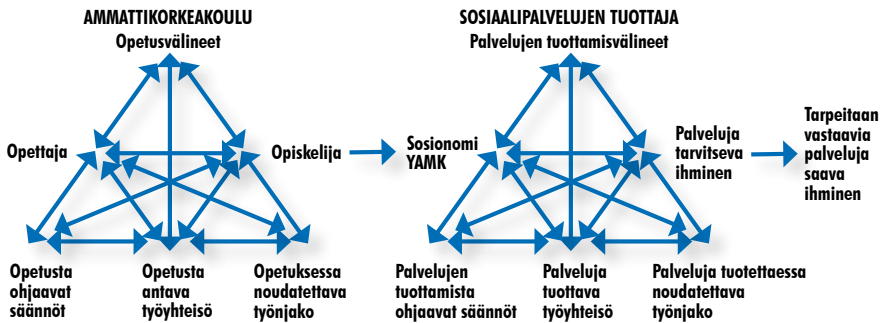 AMMATTIKORKEAKOULU
Opetusvälineet
Opettaja
Opiskelija
Opetusta
ohjaavat
säännöt
Opetusta
antava
työyhteisö
Opetuksessa
noudatettava
työnjako
SOSIAALIPALVELUJEN TUOTTAJA
Palvelujen tuottamisvälineet
Sosionomi
YAMK
Palveluja
tarvitseva
ihminen
Tarpeitaan
vastaavia
palveluja
saava
ihminen
Palvelujen
tuottamista
ohjaavat säännöt
Palveluja
tuottava
työyhteisö
Palveluja tuotettaessa
noudatettava
työnjako